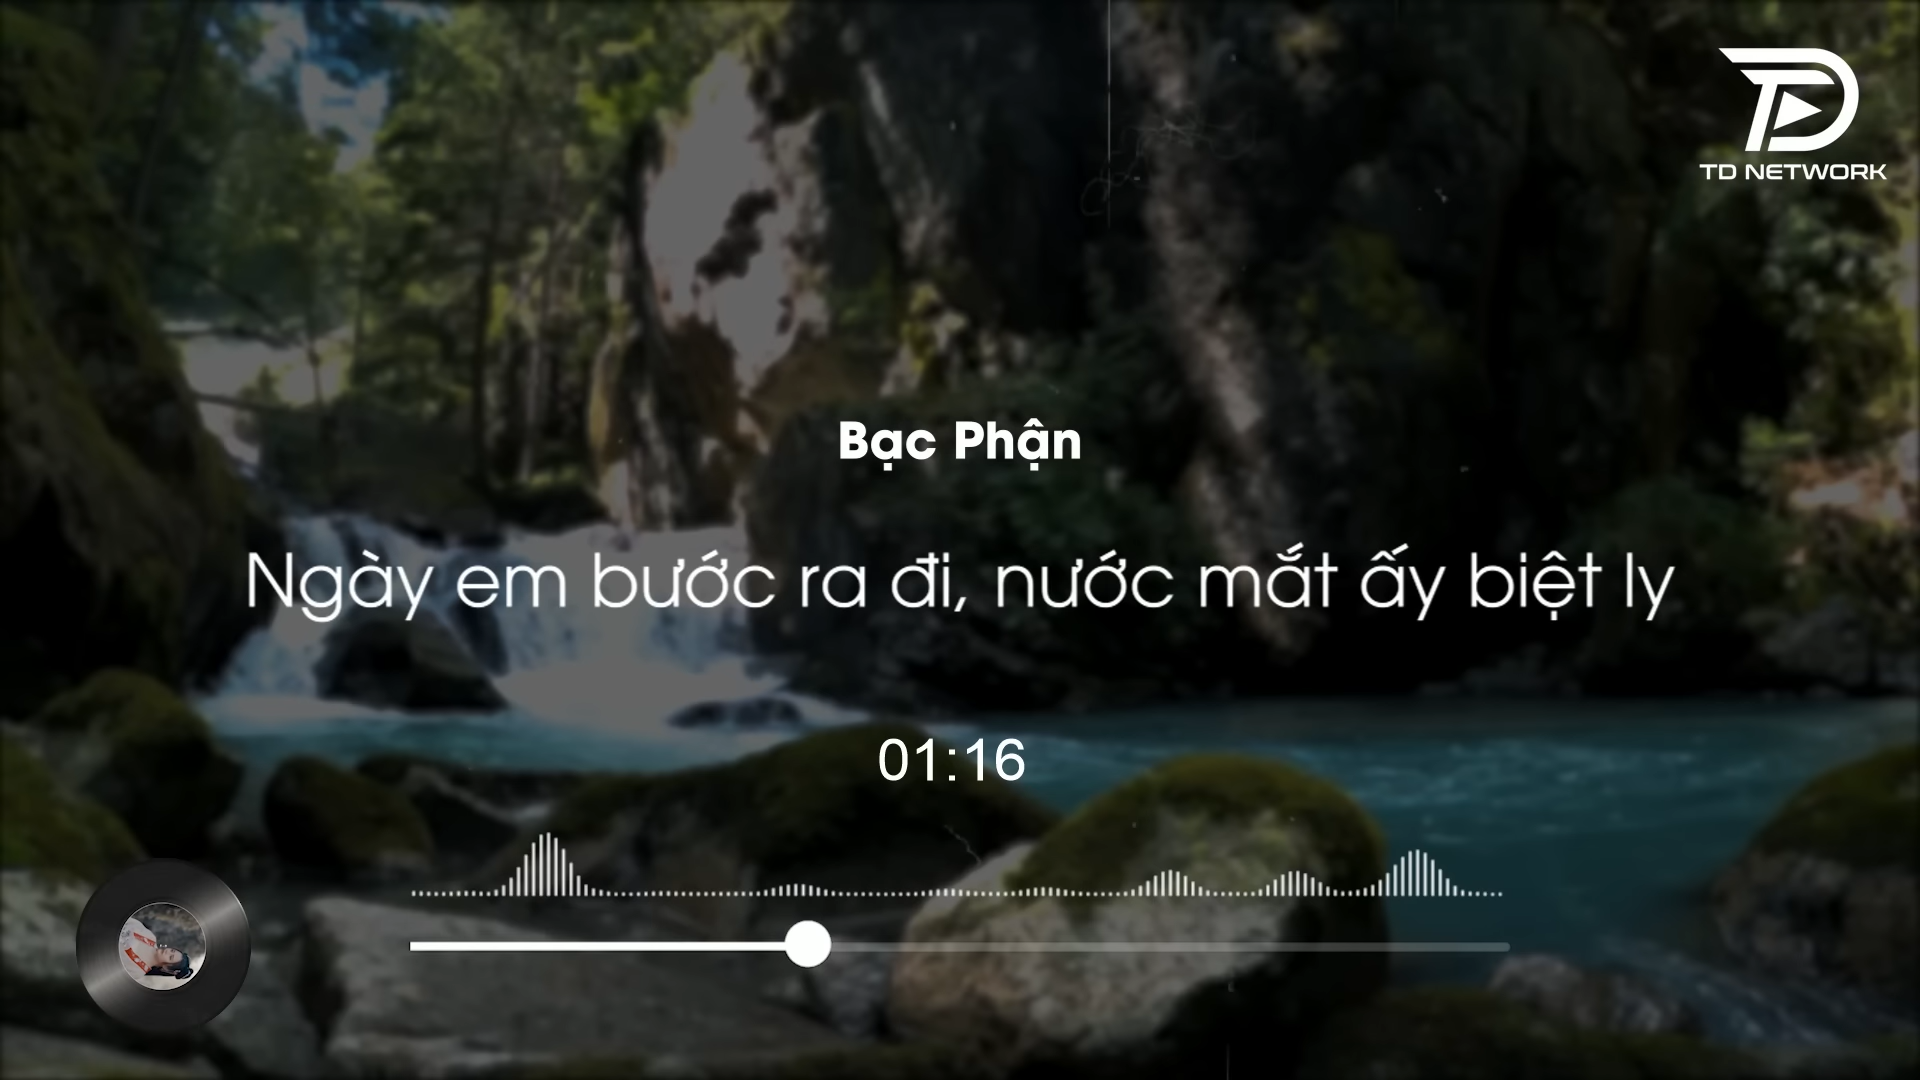 TD NETWORK
Bạc Phận
Ngày em bước ra đi, nước mắt ấy biệt ly
01:16